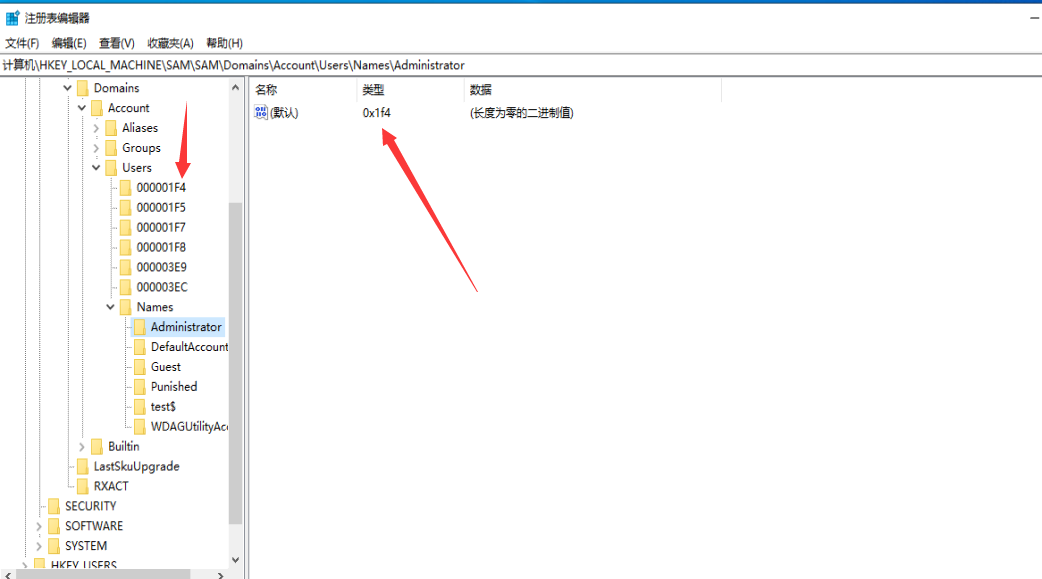 注册表编辑器
文件(F) 编辑(E) 查看(V) 收藏夹(A) 帮助(H)
计算机\HKEY_LOCAL_MACHINE\SAM\SAM\Domains\Account\Users\Names\Administrator
Domains
Account
Aliases
Groups
Users
000001F4
000001F5
000001F7
000001F8
000003E9
000003EC
Names
Administrator
DefaultAccount
Guest
Punished
test$
WDAGUtilityAcc
Builtin
LastSkuUpgrade
RXACT
SECURITY
SOFTWARE
SYSTEM
HKEY_USERS
名称 类型 数据
(默认) 0x1f4 (长度为零的二进制值)